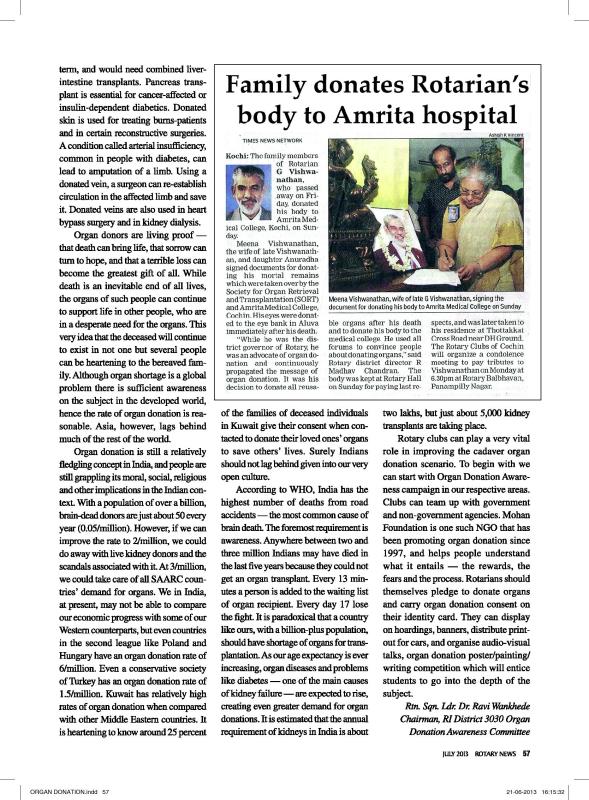 term, and would need combined liver-
intestine transplants. Pancreas trans-
plant is essential for cancer-affected or
insulin-dependent diabetics. Donated
skin is used for treating burns-patients
and in certain reconstructive surgeries.
A condition called arterial insufficiency,
common in people with diabetes, can
lead to amputation of a limb. Using a
donated vein, a surgeon can re-establish
circulation in the affected limb and save
it. Donated veins are also used in heart
bypass surgery and in kidney dialysis.
Organ donors are living proof —
that death can bring life, that sorrow can
turn to hope, and that a terrible loss can
become the greatest gift of all. While
death is an inevitable end of all lives,
the organs of such people can continue
to support life in other people, who are
in a desperate need for the organs. This
very idea that the deceased will continue
to exist in not one but several people
can be heartening to the bereaved fam-
ily. Although organ shortage is a global
problem there is sufficient awareness
on the subject in the developed world,
hence the rate of organ donation is rea-
sonable. Asia, however, lags behind
much of the rest of the world.
Organ donation is still a relatively
fledgling concept in India, and people are
still grappling its moral, social, religious
and other implications in the Indian con-
text. With a population of over a billion,
brain-dead donors are just about 50 every
year (0.05/million). However, if we can
improve the rate to 2/million, we could
do away with live kidney donors and the
scandals associated with it. At 3/million,
we could take care of all SAARC coun-
tries' demand for organs. We in India,
at present, may not be able to compare
our economic progress with some of our
Western counterparts, but even countries
in the second league like Poland and
Hungary have an organ donation rate of
6/million. Even a conservative society
of Turkey has an organ donation rate of
1.5/million. Kuwait has relatively high
rates of organ donation when compared
with other Middle Eastern countries. It
is heartening to know around 25 percent
Family donates Rotarian's
body to Amrita hospital
TIMES NEWS NETWORK
Kochi: The family members
of Rotarian
G Vishwa-
nathan,
who passed
away on Fri-
day, donated
his body to
Amrita Med-
ical College, Kochi, on Sun-
day.
Meena Vishwanathan,
the wife of late Vishwanath-
an, and daughter Anuradha
signed documents for donat-
ing his mortal remains
which were taken over by the
Society for Organ Retrieval
and Transplantation (SORT)
and Amrita Medical College,
Cochin. His eyes were donat-
ed to the eye bank in Aluva
immediately after his death.
"While he was the dis-
trict governor of Rotary, he
was an advocate of organ do-
nation and continuously
propagated the message of
organ donation. It was his
decision to donate all reusa-
Ashish K Vincent
Meena Vishwanathan, wife of late G Vishwanathan, signing the
document for donating his body to Amrita Medical College on Sunday
ble organs after his death
and to donate his body to the
medical college. He used all
forums to convince people
about donating organs," said
Rotary district director R
Madhav Chandran. The
body was kept at Rotary Hall
on Sunday for paying last re-
spects, and was later taken to
his residence at Thottakkat
Cross Road near DH Ground.
The Rotary Clubs of Cochin
will organize a condolence
meeting to pay tributes to
Vishwanathan on Monday at
6.30pm at Rotary Balbhavan,
Panampilly Nagar.
of the families of deceased individuals
in Kuwait give their consent when con-
tacted to donate their loved ones' organs
to save others' lives. Surely Indians
should not lag behind given into our very
open culture.
According to WHO, India has the
highest number of deaths from road
accidents — the most common cause of
brain death. The foremost requirement is
awareness. Anywhere between two and
three million Indians may have died in
the last five years because they could not
get an organ transplant. Every 13 min-
utes a person is added to the waiting list
of organ recipient. Every day 17 lose
the fight. It is paradoxical that a country
like ours, with a billion-plus population,
should have shortage of organs for trans-
plantation. As our age expectancy is ever
increasing, organ diseases and problems
like diabetes — one of the main causes
of kidney failure — are expected to rise,
creating even greater demand for organ
donations. It is estimated that the annual
requirement of kidneys in India is about
two lakhs, but just about 5,000 kidney
transplants are taking place.
Rotary clubs can play a very vital
role in improving the cadaver organ
donation scenario. To begin with we
can start with Organ Donation Aware-
ness campaign in our respective areas.
Clubs can team up with government
and non-government agencies. Mohan
Foundation is one such NGO that has
been promoting organ donation since
1997, and helps people understand
what it entails — the rewards, the
fears and the process. Rotarians should
themselves pledge to donate organs
and carry organ donation consent on
their identity card. They can display
on hoardings, banners, distribute print-
out for cars, and organise audio-visual
talks, organ donation poster/painting/
writing competition which will entice
students to go into the depth of the
subject.
Rtn. Sqn. Ldr. Dr. Ravi Wankhede
Chairman, RI District 3030 Organ
Donation Awareness Committee
JULY 2013 ROTARY NEWS 57
ORGAN DONATION.indd 57
21-06-2013 16:15:32